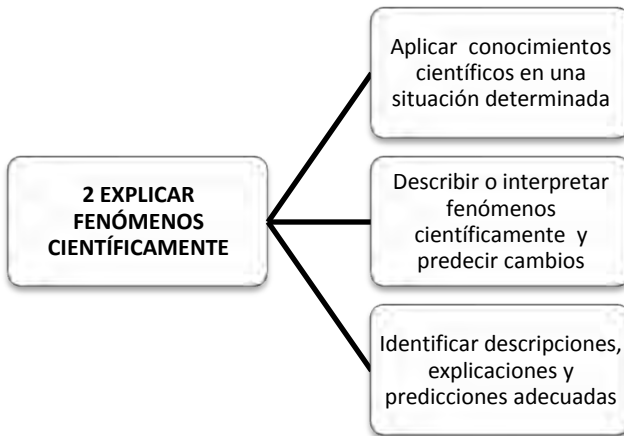 Aplicar conocimientos
científicos en una
situación determinada
2 EXPLICAR
FENÓMENOS
CIENTÍFICAMENTE
Describir o interpretar
fenómenos
científicamente y
predecir cambios
Identificar descripciones,
explicaciones y
predicciones adecuadas